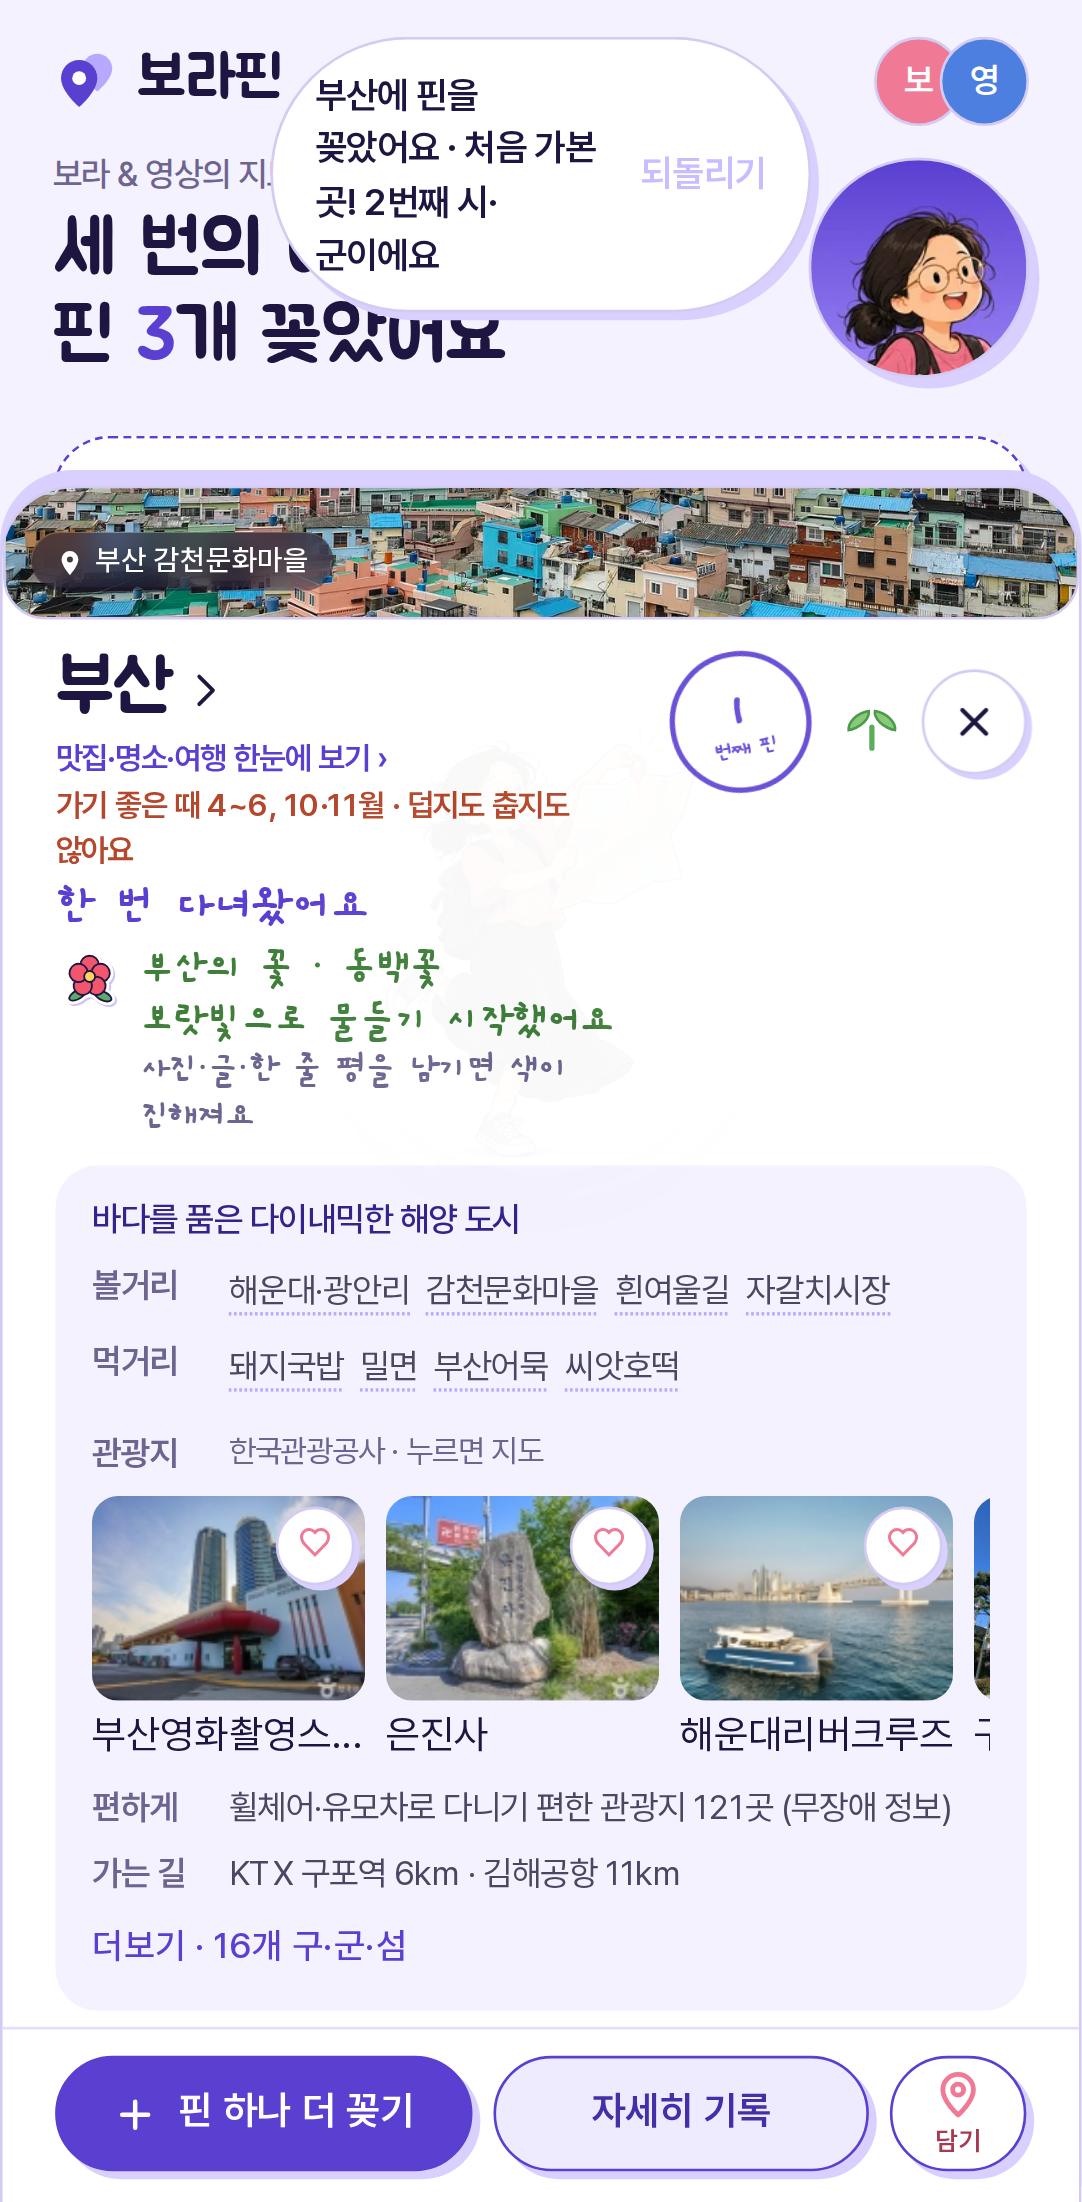 보라핀
부산에 핀을
꽂았어요 · 처음 가본
곳! 2번째 시·
군이에요
되돌리기
보 영
보라 & 영상의
세 번의
핀 3개 꽂았어요
부산 감천문화마을
부산 >
1
번째 핀
맛집·명소·여행 한눈에 보기 ›
가기 좋은 때 4~6, 10·11월 · 덥지도 춥지도
않아요
한 번 다녀왔어요
부산의 꽃 · 동백꽃
보랏빛으로 물들기 시작했어요
사진·글·한 줄 평을 남기면 색이
진해져요
바다를 품은 다이내믹한 해양 도시
볼거리 해운대·광안리 감천문화마을 흰여울길 자갈치시장
먹거리 돼지국밥 밀면 부산어묵 씨앗호떡
관광지 한국관광공사 · 누르면 지도
부산영화촬영스... 은진사 해운대리버크루즈
편하게 휠체어·유모차로 다니기 편한 관광지 121곳 (무장애 정보)
가는 길 KTX 구포역 6km · 김해공항 11km
더보기 · 16개 구·군·섬
+ 핀 하나 더 꽂기 자세히 기록 담기